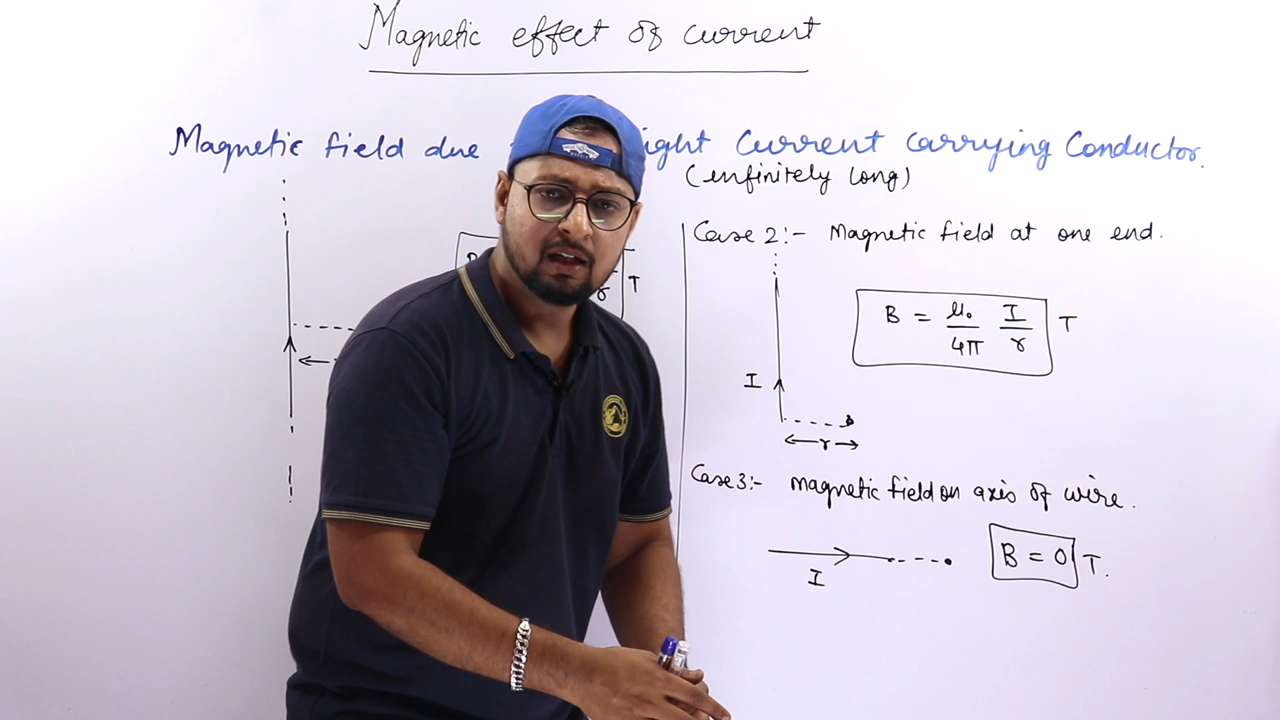 Magnetic effect of current
Magnetic field due ight Current Carrying Conductor.
(infinitely long)
r T
Case 2:- Magnetic field at one end.
B = μ₀/4π I/r T
I
r
Case 3:- Magnetic field on axis of wire.
I
B = 0 T.